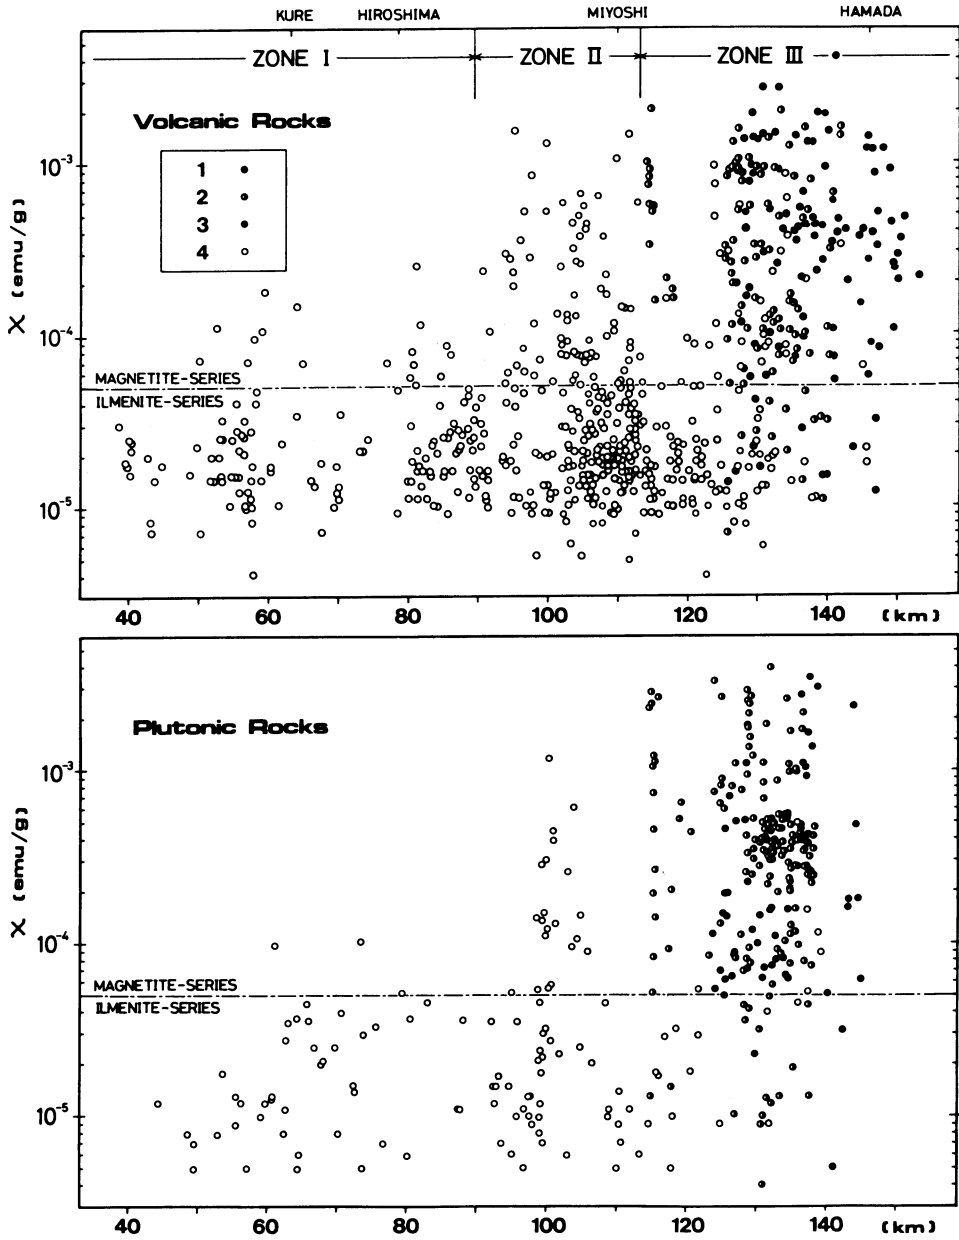 KURE HIROSHIMA MIYOSHI HAMADA
ZONE I ZONE II ZONE III
Volcanic Rocks
1
2
3
4
10⁻³
10⁻⁴
10⁻⁵
χ (emu/g)
MAGNETITE-SERIES
ILMENITE-SERIES
40 60 80 100 120 140 (km)
Plutonic Rocks
10⁻³
10⁻⁴
10⁻⁵
χ (emu/g)
MAGNETITE-SERIES
ILMENITE-SERIES
40 60 80 100 120 140 (km)